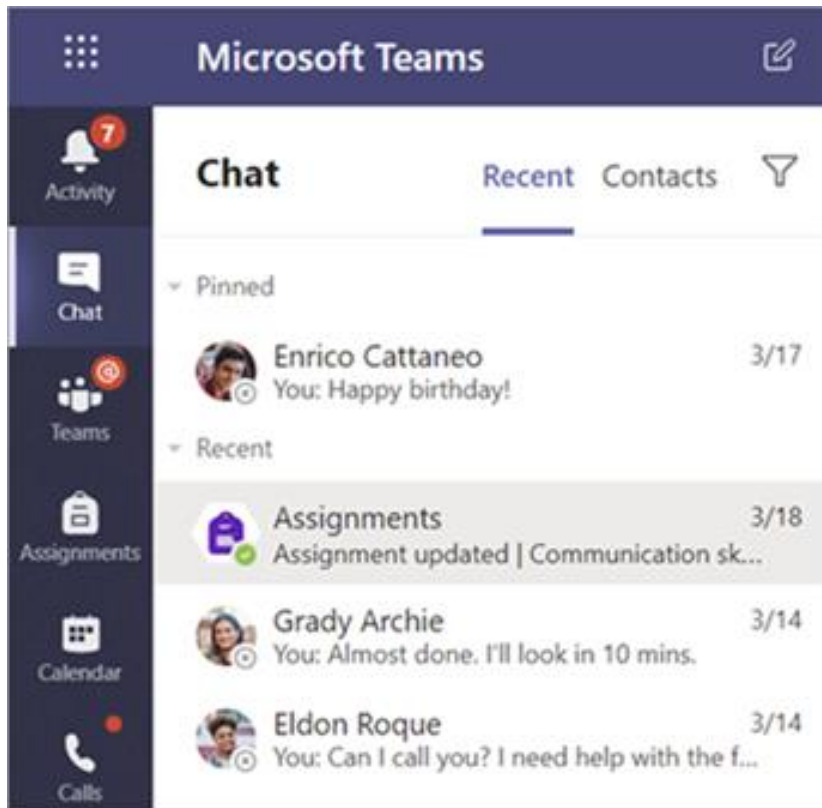 Microsoft Teams
7
Activity
Chat
Teams
Assignments
Calendar
Calls
Chat Recent Contacts
Pinned
Enrico Cattaneo 3/17
You: Happy birthday!
Recent
Assignments 3/18
Assignment updated | Communication sk...
Grady Archie 3/14
You: Almost done. I'll look in 10 mins.
Eldon Roque 3/14
You: Can I call you? I need help with the f...